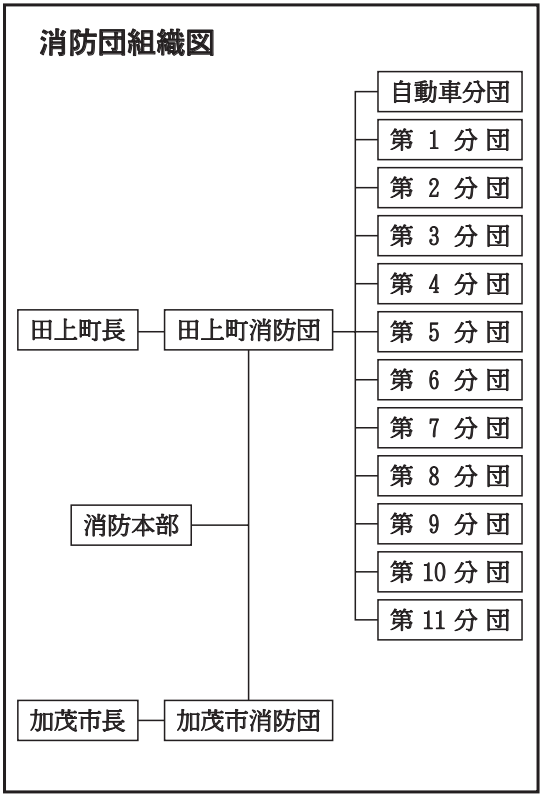 消防団組織図
自動車分団
第 1 分 団
第 2 分 団
第 3 分 団
第 4 分 団
田上町長
田上町消防団
第 5 分 団
第 6 分 団
第 7 分 団
第 8 分 団
消防本部
第 9 分 団
第 10 分 団
第 11 分 団
加茂市長
加茂市消防団